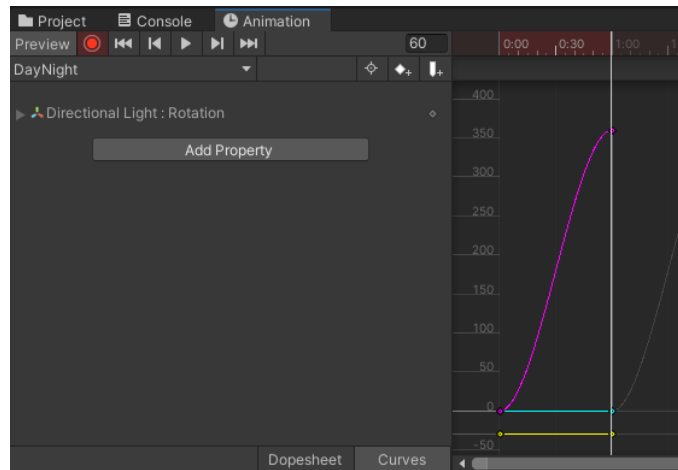 Project Console Animation
Preview 60 0:00 0:30 1:00
DayNight
400
Directional Light : Rotation
350
Add Property
300
250
200
150
100
50
0
-50
Dopesheet Curves